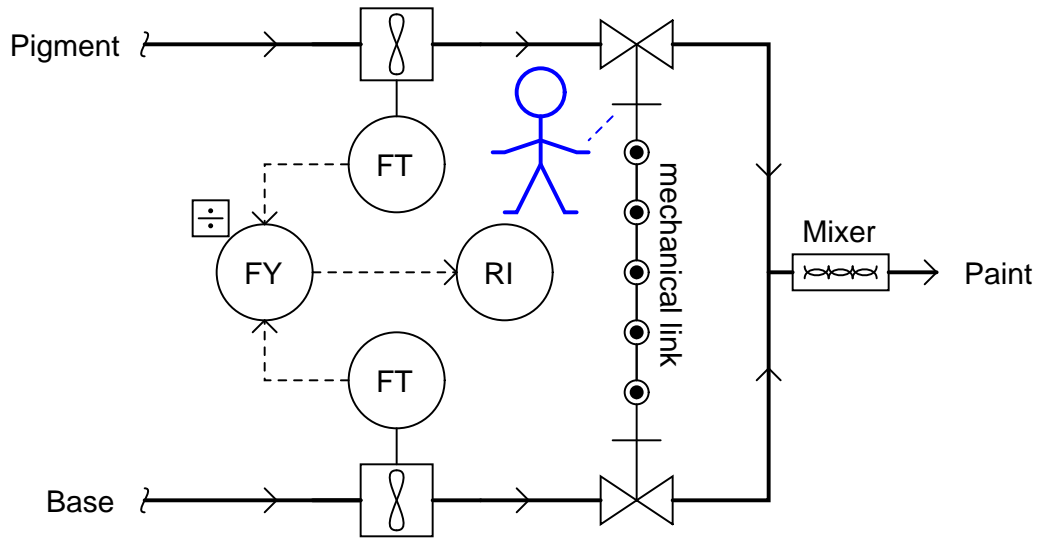 Pigment
FT
÷
FY
RI
mechanical link
Mixer
Paint
FT
Base